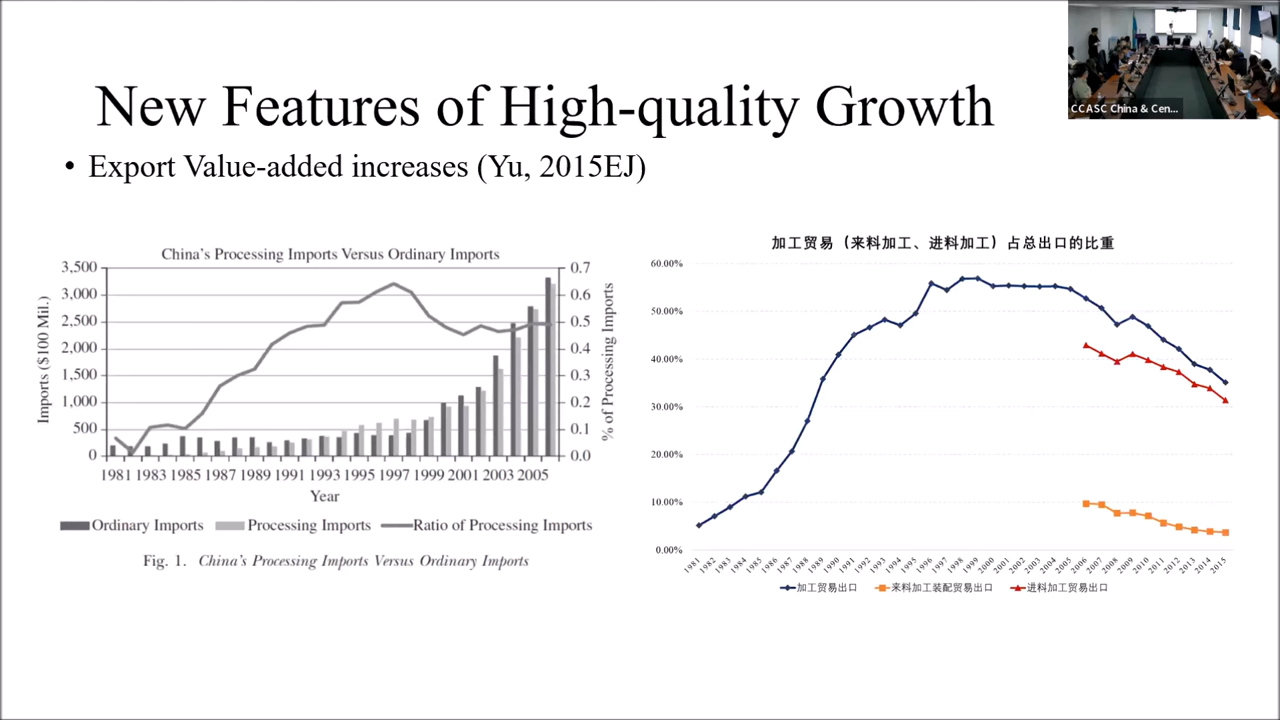 CCASC China & Cen...
New Features of High-quality Growth
• Export Value-added increases (Yu, 2015EJ)
China's Processing Imports Versus Ordinary Imports
3,500
3,000
2,500
2,000
1,500
1,000
500
0
0.7
0.6
0.5
0.4
0.3
0.2
0.1
0.0
Imports ($100 Mil.)
% of Processing Imports
1981 1983 1985 1987 1989 1991 1993 1995 1997 1999 2001 2003 2005
Year
Ordinary Imports Processing Imports Ratio of Processing Imports
Fig. 1. China's Processing Imports Versus Ordinary Imports
加工贸易（来料加工、进料加工）占总出口的比重
60.00%
50.00%
40.00%
30.00%
20.00%
10.00%
0.00%
1981 1982 1983 1984 1985 1986 1987 1988 1989 1990 1991 1992 1993 1994 1995 1996 1997 1998 1999 2000 2001 2002 2003 2004 2005 2006 2007 2008 2009 2010 2011 2012 2013 2014 2015
加工贸易出口 来料加工装配贸易出口 进料加工贸易出口